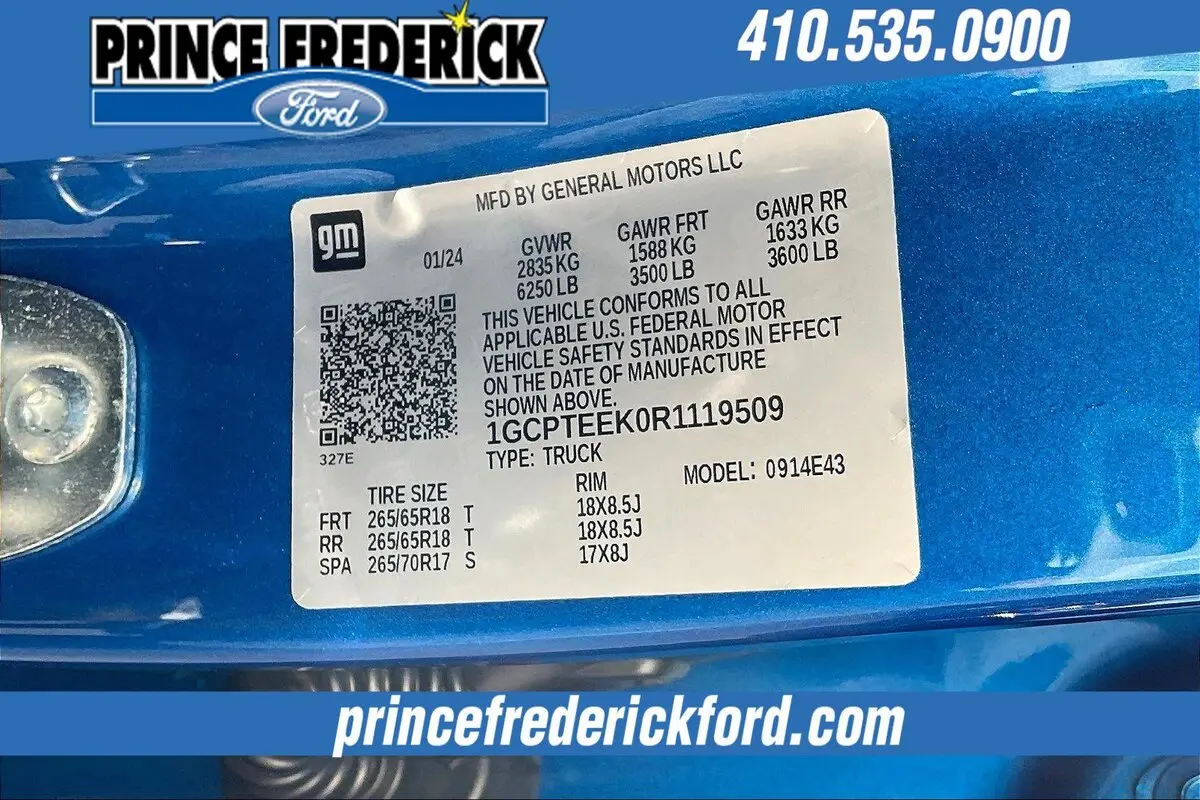 PRINCE FREDERICK
Ford
410.535.0900
MFD BY GENERAL MOTORS LLC
gm
01/24
GVWR
2835 KG
6250 LB
GAWR FRT
1588 KG
3500 LB
GAWR RR
1633 KG
3600 LB
THIS VEHICLE CONFORMS TO ALL
APPLICABLE U.S. FEDERAL MOTOR
VEHICLE SAFETY STANDARDS IN EFFECT
ON THE DATE OF MANUFACTURE
SHOWN ABOVE.
1GCPTEEK0R1119509
TYPE: TRUCK
MODEL: 0914E43
327E
TIRE SIZE RIM
FRT 265/65R18 T 18X8.5J
RR 265/65R18 T 18X8.5J
SPA 265/70R17 S 17X8J
princefrederickford.com